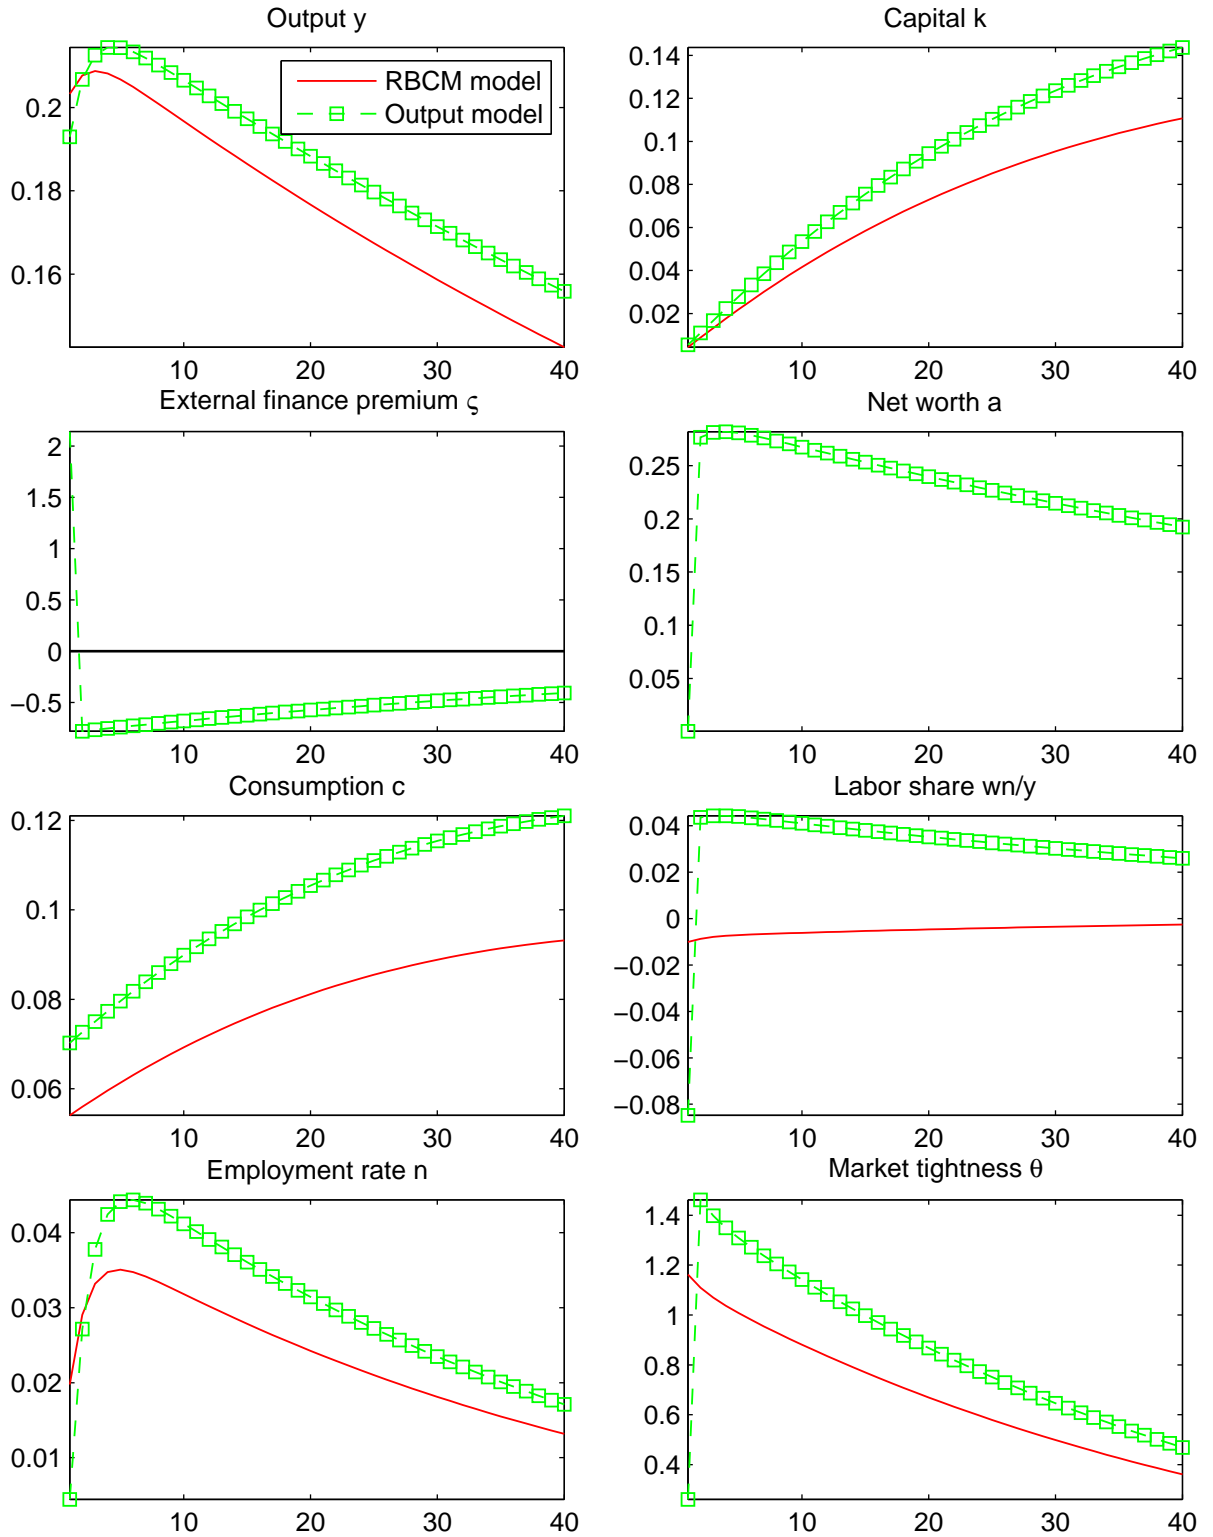 Output y
0.2
0.18
0.16
10 20 30 40
RBCM model
Output model
Capital k
0.14
0.12
0.1
0.08
0.06
0.04
0.02
10 20 30 40
External finance premium ς
2
1.5
1
0.5
0
−0.5
10 20 30 40
Net worth a
0.25
0.2
0.15
0.1
0.05
10 20 30 40
Consumption c
0.12
0.1
0.08
0.06
10 20 30 40
Labor share wn/y
0.04
0.02
0
−0.02
−0.04
−0.06
−0.08
10 20 30 40
Employment rate n
0.04
0.03
0.02
0.01
10 20 30 40
Market tightness θ
1.4
1.2
1
0.8
0.6
0.4
10 20 30 40